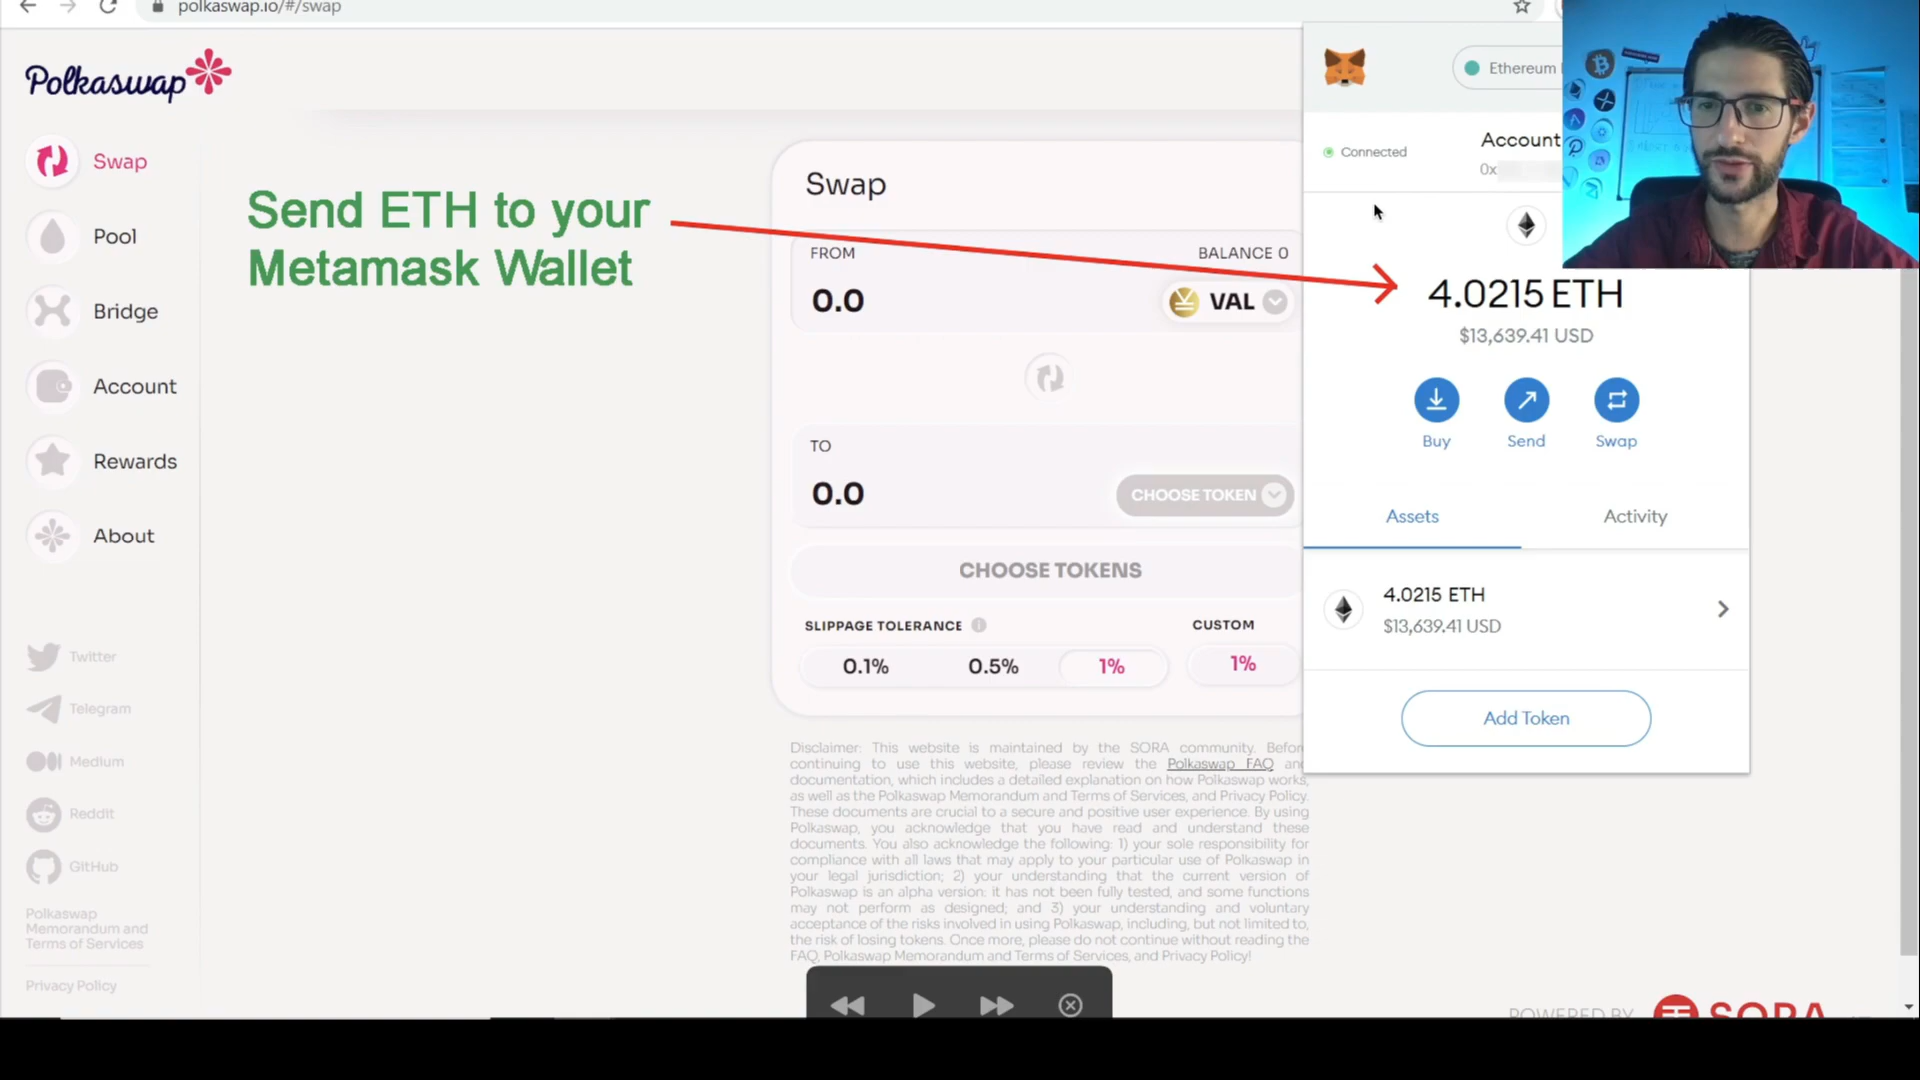 polkaswap.io/#/swap
Polkaswap
Swap
Pool
Bridge
Account
Rewards
About
Twitter
Telegram
Medium
Reddit
GitHub
Polkaswap
Memorandum and
Terms of Services
Privacy Policy
Send ETH to your
Metamask Wallet
Swap
FROM
BALANCE 0
0.0
VAL
TO
0.0
CHOOSE TOKEN
CHOOSE TOKENS
SLIPPAGE TOLERANCE
CUSTOM
0.1%
0.5%
1%
1%
Disclaimer: This website is maintained by the SORA community. Before
continuing to use this website, please review the Polkaswap FAQ and
documentation, which includes a detailed explanation on how Polkaswap works,
as well as the Polkaswap Memorandum and Terms of Services, and Privacy Policy.
These documents are crucial to a secure and positive user experience. By using
Polkaswap, you acknowledge that you have read and understand these
documents. You also acknowledge the following: 1) your sole responsibility for
compliance with all laws that may apply to your particular use of Polkaswap in
your legal jurisdiction; 2) your understanding that the current version of
Polkaswap is an alpha version: it has not been fully tested, and some functions
may not perform as designed; and 3) your understanding and voluntary
acceptance of the risks involved in using Polkaswap, including, but not limited to,
the risk of losing tokens. Once more, please do not continue without reading the
FAQ, Polkaswap Memorandum and Terms of Services, and Privacy Policy!
Ethereum
Connected
Account
0x
4.0215 ETH
$13,639.41 USD
Buy
Send
Swap
Assets
Activity
4.0215 ETH
$13,639.41 USD
Add Token
POWERED BY
SORA